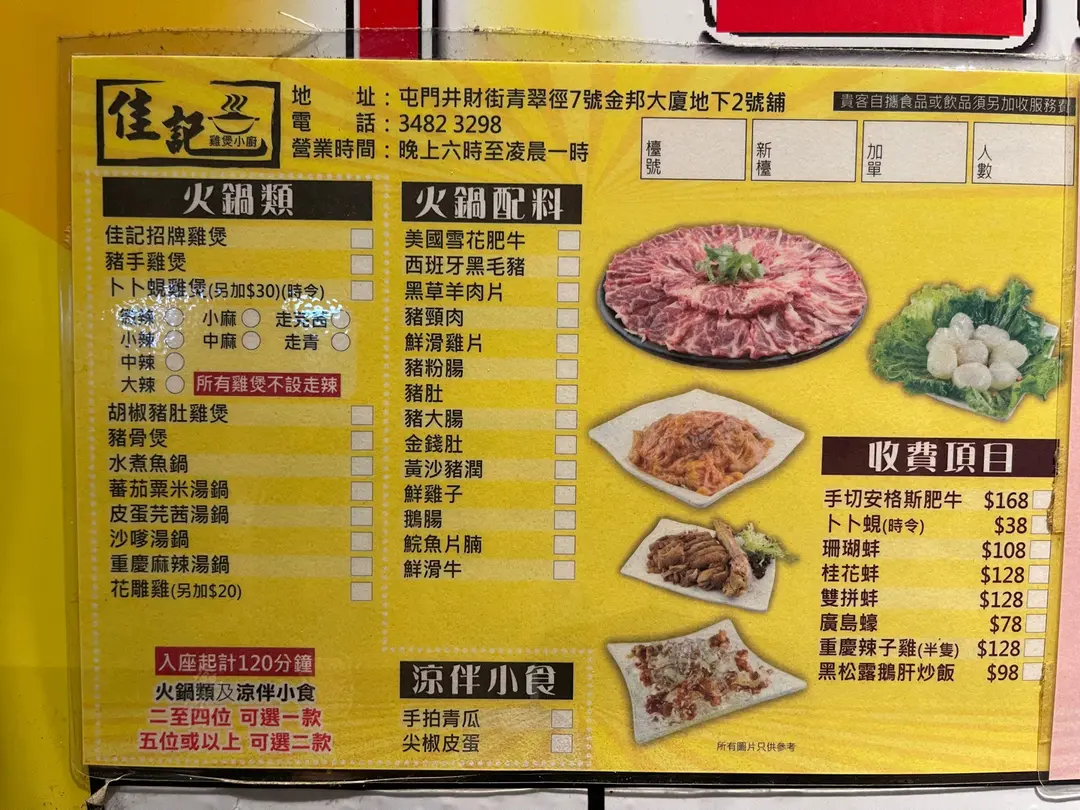 佳記
雞煲小廚
地　　址：屯門井財街青翠徑7號金邦大廈地下2號舖
電　　話：3482 3298
營業時間：晚上六時至凌晨一時
貴客自攜食品或飲品須另加收服務費
檯號
新檯
加單
人數
火鍋類
佳記招牌雞煲
豬手雞煲
卜卜蜆雞煲(另加$30)(時令)
微辣 小麻 走芫茜
小辣 中麻 走青
中辣
大辣 所有雞煲不設走辣
胡椒豬肚雞煲
豬骨煲
水煮魚鍋
蕃茄粟米湯鍋
皮蛋芫茜湯鍋
沙嗲湯鍋
重慶麻辣湯鍋
花雕雞(另加$20)
入座起計120分鐘
火鍋類及涼伴小食
二至四位 可選一款
五位或以上 可選二款
火鍋配料
美國雪花肥牛
西班牙黑毛豬
黑草羊肉片
豬頸肉
鮮滑雞片
豬粉腸
豬肚
豬大腸
金錢肚
黃沙豬潤
鮮雞子
鵝腸
鯇魚片腩
鮮滑牛
涼伴小食
手拍青瓜
尖椒皮蛋
收費項目
手切安格斯肥牛 $168
卜卜蜆(時令) $38
珊瑚蚌 $108
桂花蚌 $128
雙拼蚌 $128
廣島蠔 $78
重慶辣子雞(半隻) $128
黑松露鵝肝炒飯 $98
所有圖片只供參考